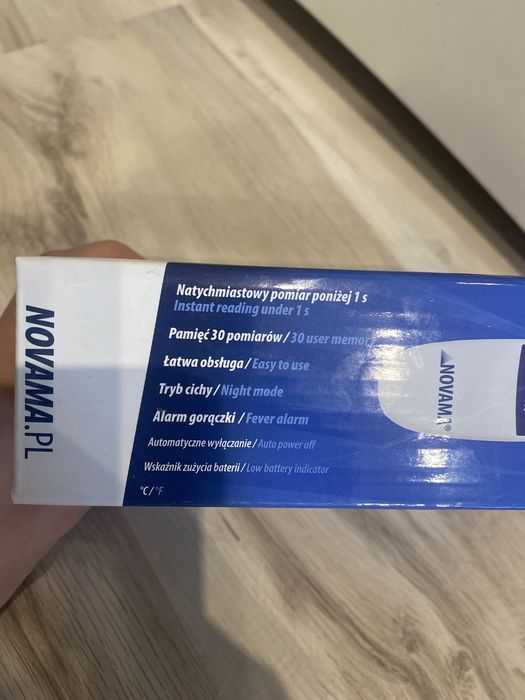 NOVAMA.PL
Natychmiastowy pomiar poniżej 1 s
Instant reading under 1 s
Pamięć 30 pomiarów / 30 user memory
Łatwa obsługa / Easy to use
Tryb cichy / Night mode
Alarm gorączki / Fever alarm
Automatyczne wyłączanie / Auto power off
Wskaźnik zużycia baterii / Low battery indicator
°C / °F
NOVAMA®